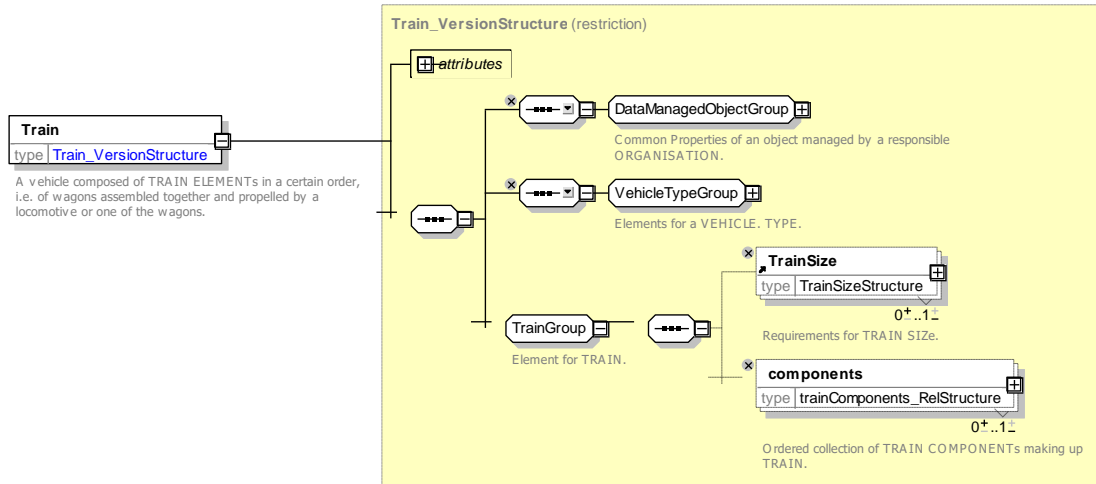 Train_VersionStructure (restriction)
attributes
DataManagedObjectGroup
Common Properties of an object managed by a responsible
ORGANISATION.
Train
type Train_VersionStructure
A vehicle composed of TRAIN ELEMENTs in a certain order,
i.e. of wagons assembled together and propelled by a
locomotive or one of the wagons.
VehicleTypeGroup
Elements for a VEHICLE. TYPE.
TrainSize
type TrainSizeStructure
0..1
Requirements for TRAIN SIZe.
TrainGroup
Element for TRAIN.
components
type trainComponents_RelStructure
0..1
Ordered collection of TRAIN COMPONENTs making up
TRAIN.